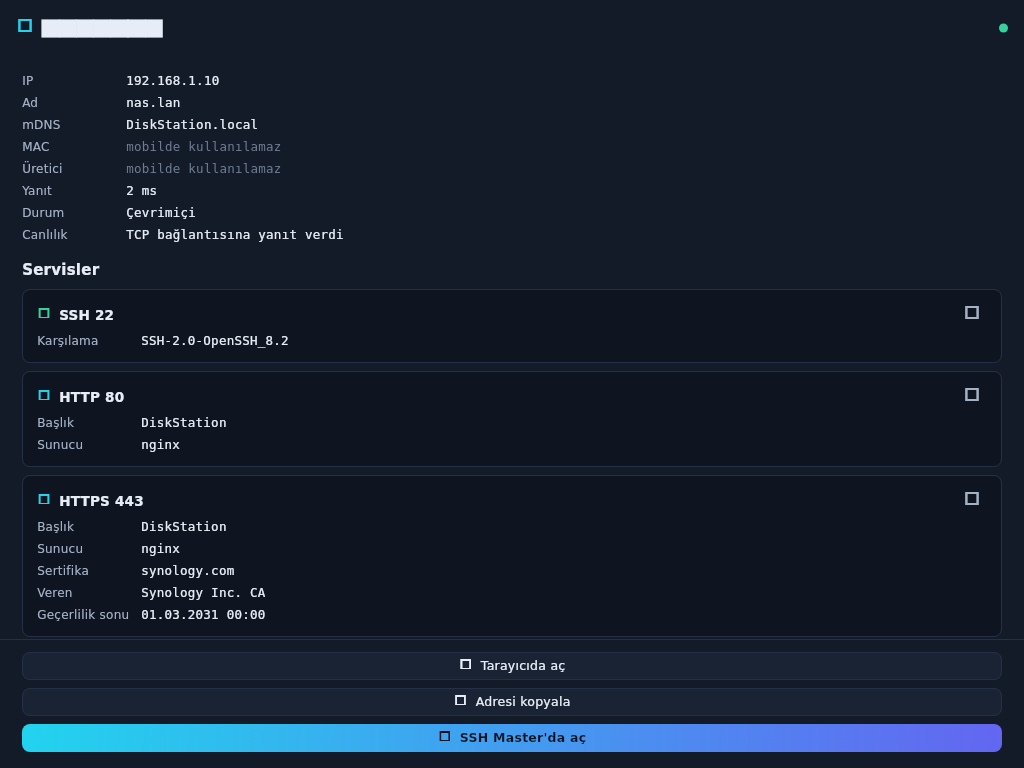 IP 192.168.1.10
Ad nas.lan
mDNS DiskStation.local
MAC mobilde kullanılamaz
Üretici mobilde kullanılamaz
Yanıt 2 ms
Durum Çevrimiçi
Canlılık TCP bağlantısına yanıt verdi
Servisler
SSH 22
Karşılama SSH-2.0-OpenSSH_8.2
HTTP 80
Başlık DiskStation
Sunucu nginx
HTTPS 443
Başlık DiskStation
Sunucu nginx
Sertifika synology.com
Veren Synology Inc. CA
Geçerlilik sonu 01.03.2031 00:00
Tarayıcıda aç
Adresi kopyala
SSH Master'da aç